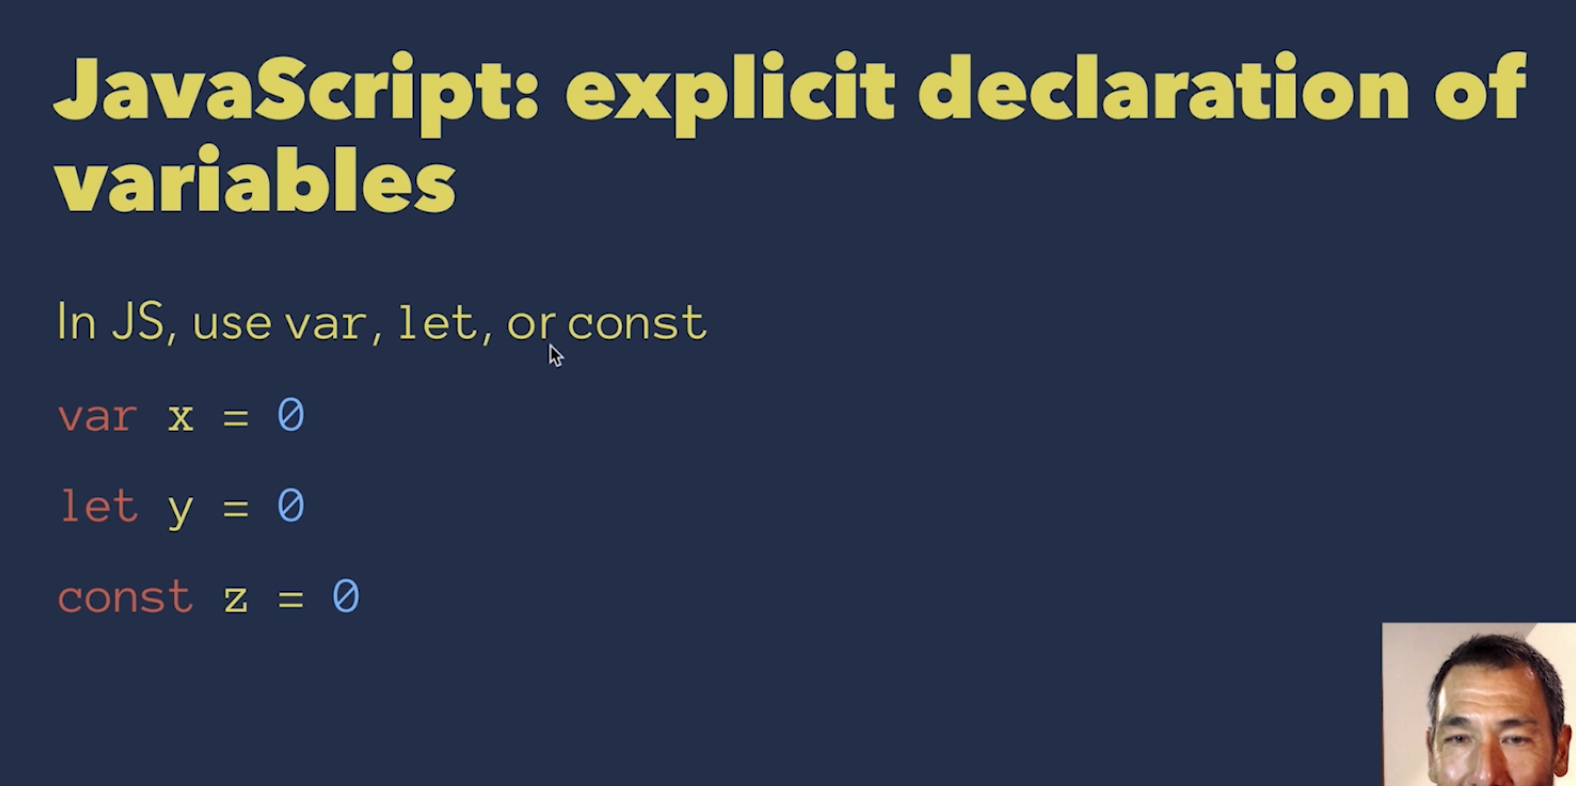 JavaScript: explicit declaration of
variables
In JS, use var, let, or const
var x = 0
let y = 0
const z = 0